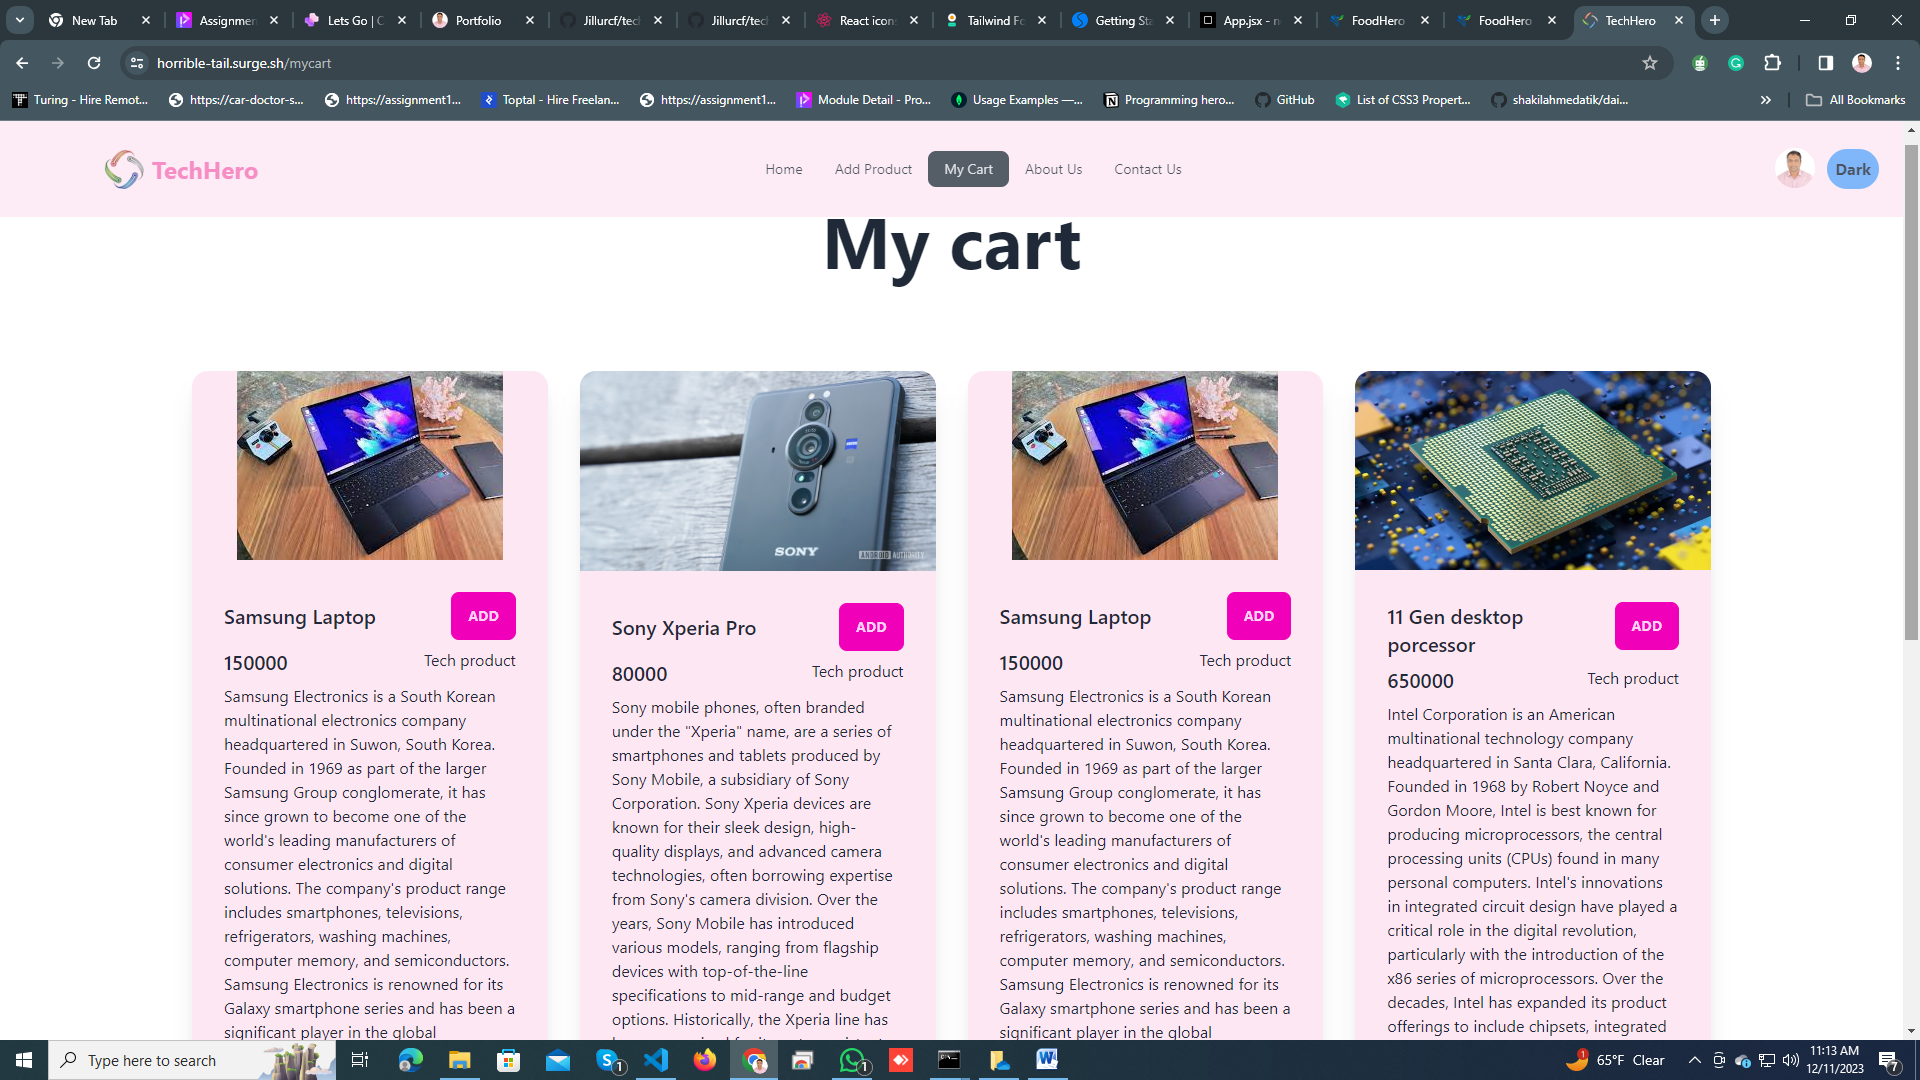 New Tab
Assignmen
Lets Go | C
Portfolio
Jillurcf/tec
Jillurcf/tec
React icon
Tailwind Fo
Getting Sta
App.jsx - n
FoodHero
FoodHero
TechHero
horrible-tail.surge.sh/mycart
Turing - Hire Remot...
https://car-doctor-s...
https://assignment1...
Toptal - Hire Freelan...
https://assignment1...
Module Detail - Pro...
Usage Examples —...
Programming hero...
GitHub
List of CSS3 Propert...
shakilahmedatik/dai...
All Bookmarks
TechHero
Home
Add Product
My Cart
About Us
Contact Us
Dark
My cart
Samsung Laptop
ADD
150000
Tech product
Samsung Electronics is a South Korean
multinational electronics company
headquartered in Suwon, South Korea.
Founded in 1969 as part of the larger
Samsung Group conglomerate, it has
since grown to become one of the
world's leading manufacturers of
consumer electronics and digital
solutions. The company's product range
includes smartphones, televisions,
refrigerators, washing machines,
computer memory, and semiconductors.
Samsung Electronics is renowned for its
Galaxy smartphone series and has been a
significant player in the global
SONY
ANDROID AUTHORITY
Sony Xperia Pro
ADD
80000
Tech product
Sony mobile phones, often branded
under the "Xperia" name, are a series of
smartphones and tablets produced by
Sony Mobile, a subsidiary of Sony
Corporation. Sony Xperia devices are
known for their sleek design, high-
quality displays, and advanced camera
technologies, often borrowing expertise
from Sony's camera division. Over the
years, Sony Mobile has introduced
various models, ranging from flagship
devices with top-of-the-line
specifications to mid-range and budget
options. Historically, the Xperia line has
Samsung Laptop
ADD
150000
Tech product
Samsung Electronics is a South Korean
multinational electronics company
headquartered in Suwon, South Korea.
Founded in 1969 as part of the larger
Samsung Group conglomerate, it has
since grown to become one of the
world's leading manufacturers of
consumer electronics and digital
solutions. The company's product range
includes smartphones, televisions,
refrigerators, washing machines,
computer memory, and semiconductors.
Samsung Electronics is renowned for its
Galaxy smartphone series and has been a
significant player in the global
11 Gen desktop
porcessor
ADD
650000
Tech product
Intel Corporation is an American
multinational technology company
headquartered in Santa Clara, California.
Founded in 1968 by Robert Noyce and
Gordon Moore, Intel is best known for
producing microprocessors, the central
processing units (CPUs) found in many
personal computers. Intel's innovations
in integrated circuit design have played a
critical role in the digital revolution,
particularly with the introduction of the
x86 series of microprocessors. Over the
decades, Intel has expanded its product
offerings to include chipsets, integrated
Type here to search
1
1
1
65°F Clear
11:13 AM
12/11/2023
7